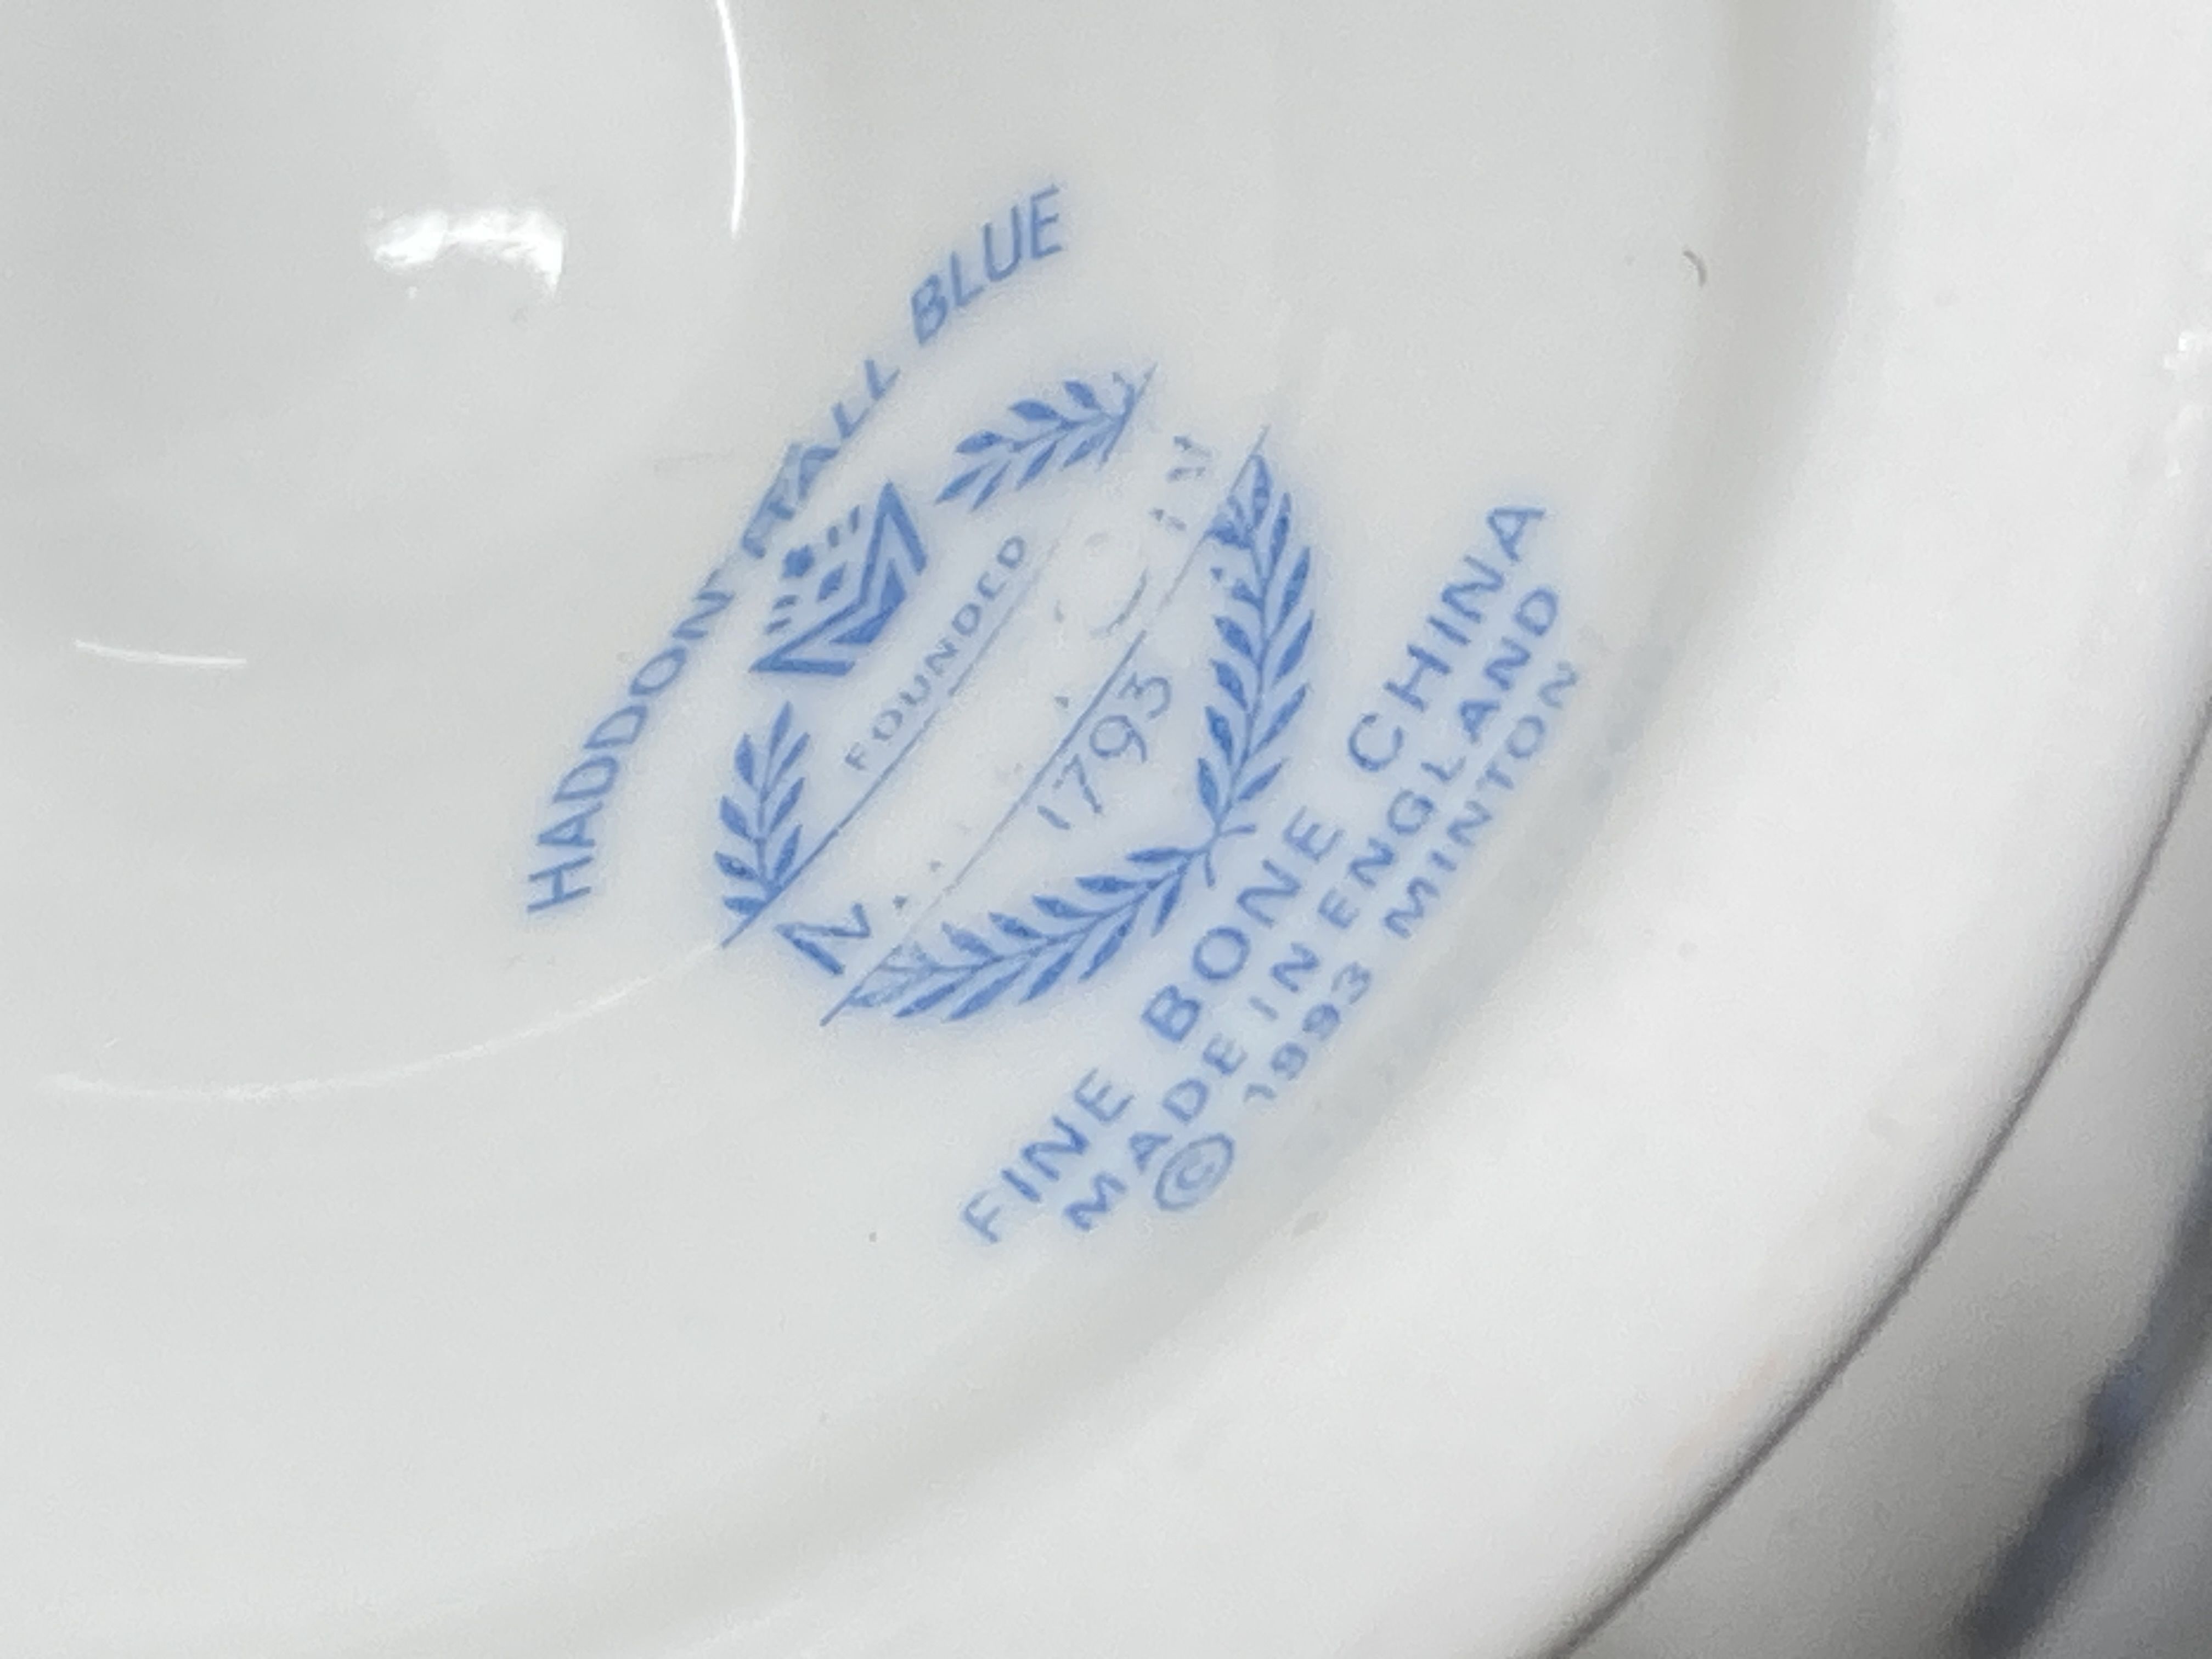 HADDON HALL BLUE
FOUNDED
1793
FINE BONE CHINA
MADE IN ENGLAND
© 1993 MINTON